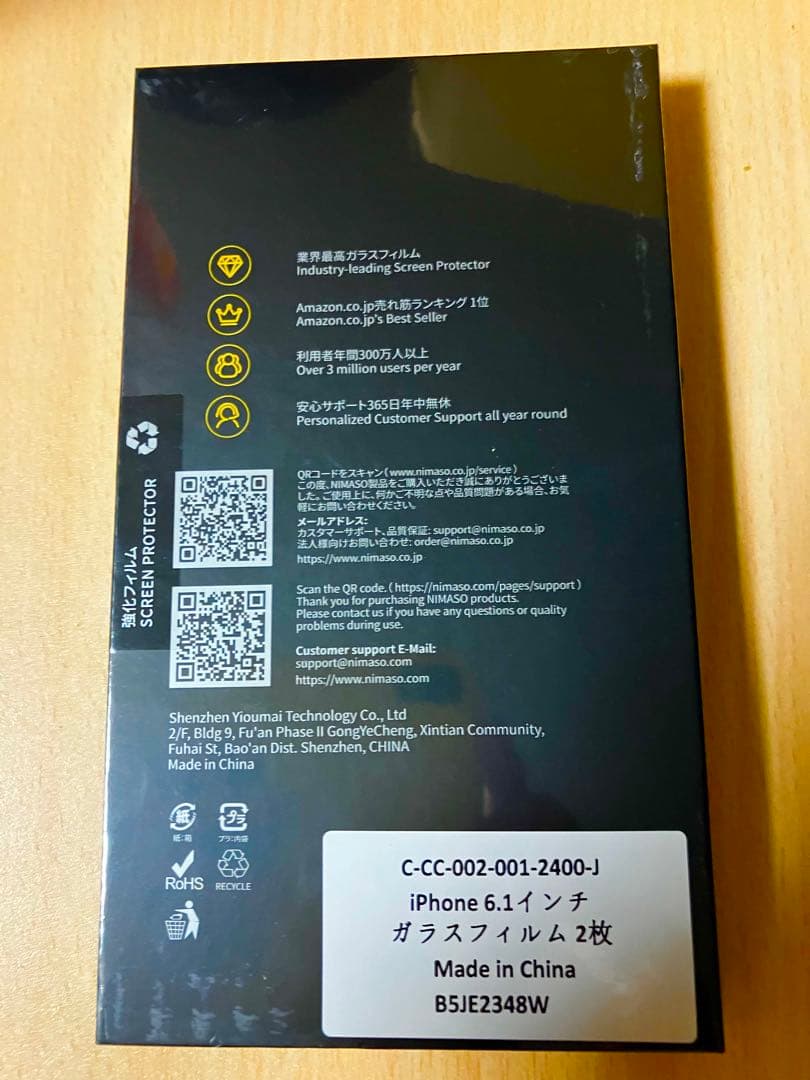 業界最高ガラスフィルム
Industry-leading Screen Protector
Amazon.co.jp売れ筋ランキング 1位
Amazon.co.jp's Best Seller
利用者年間300万人以上
Over 3 million users per year
安心サポート365日年中無休
Personalized Customer Support all year round
強化フィルム
SCREEN PROTECTOR
QRコードをスキャン（www.nimaso.co.jp/service）
この度、NIMASO製品をご購入いただき誠にありがとうございま
した。ご使用上に、何かご不明な点や品質問題がある場合、お気
軽にお問い合わせください。
メールアドレス:
カスタマーサポート、品質保証: support@nimaso.co.jp
法人様向けお問い合わせ: order@nimaso.co.jp
https://www.nimaso.co.jp
Scan the QR code.（https://nimaso.com/pages/support）
Thank you for purchasing NIMASO products.
Please contact us if you have any questions or quality
problems during use.
Customer support E-Mail:
support@nimaso.com
https://www.nimaso.com
Shenzhen Yioumai Technology Co., Ltd
2/F, Bldg 9, Fu'an Phase II GongYeCheng, Xintian Community,
Fuhai St, Bao'an Dist. Shenzhen, CHINA
Made in China
紙
紙:箱
プラ
プラ:内袋
RoHS
RECYCLE
C-CC-002-001-2400-J
iPhone 6.1インチ
ガラスフィルム 2枚
Made in China
B5JE2348W